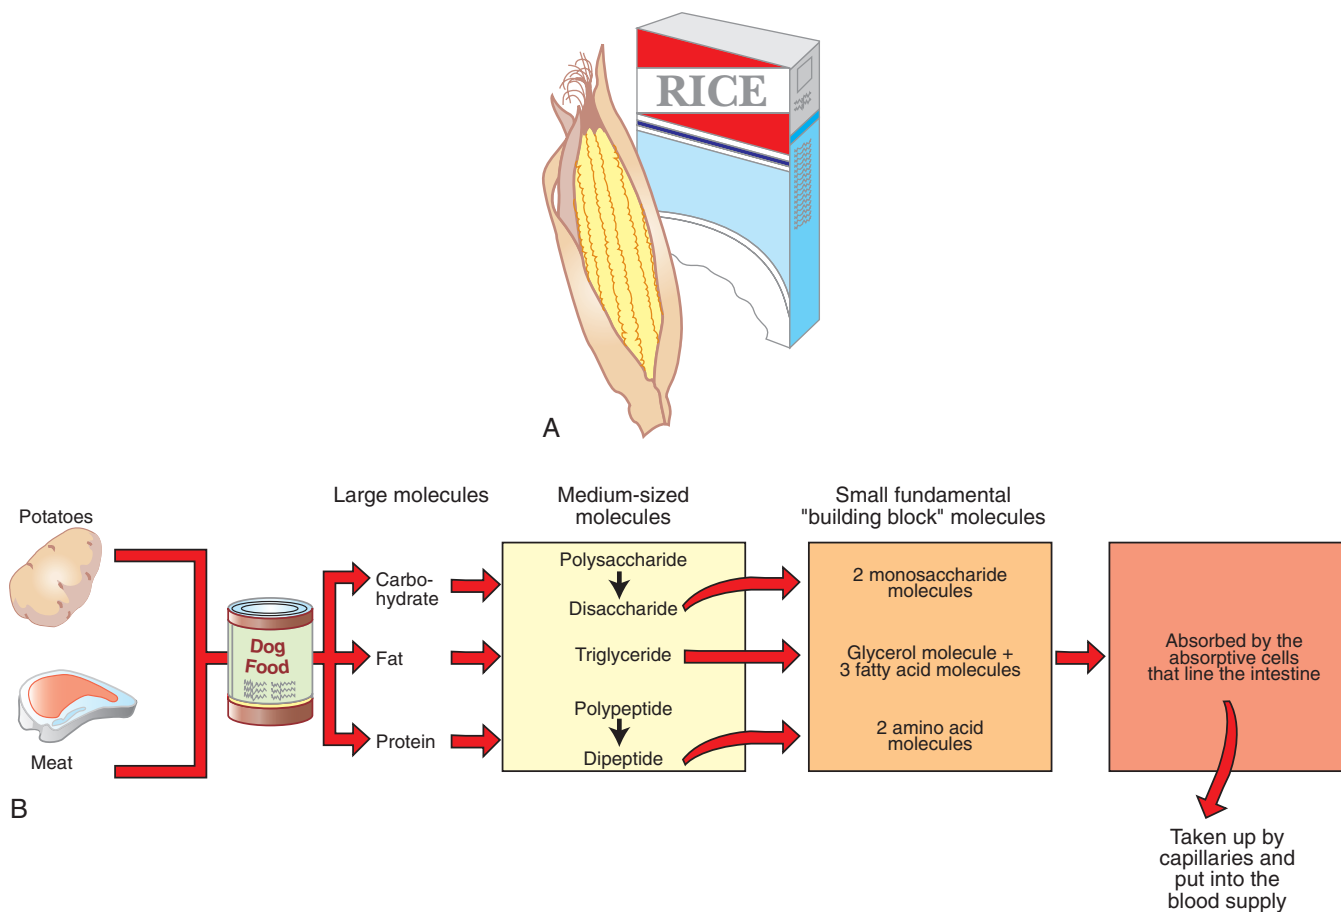 RICE
A
Large molecules
Medium-sized
molecules
Small fundamental
"building block" molecules
Potatoes
Meat
Dog
Food
Carbo-
hydrate
Fat
Protein
Polysaccharide
Disaccharide
Triglyceride
Polypeptide
Dipeptide
2 monosaccharide
molecules
Glycerol molecule +
3 fatty acid molecules
2 amino acid
molecules
Absorbed by the
absorptive cells
that line the intestine
B
Taken up by
capillaries and
put into the
blood supply